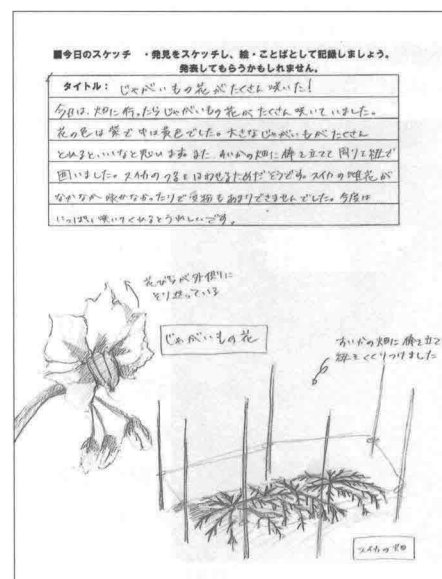 ■今日のスケッチ ・発見をスケッチし、絵・ことばとして記録しましょう。
発表してもらうかもしれません。
タイトル： じゃがいもの花がたくさん咲いた！
今日は、畑に行ったらじゃがいもの花がたくさん咲いていました。
花の色は紫で中は黄色でした。大きなじゃがいもがたくさん
とれるといいなと思います。また、すいかの畑に棒を立てて周りを紐で
囲いました。スイカのつるをはわせるためだそうです。スイカの雌花が
なかなか咲かなかったりで受粉もあまりできませんでした。今度は
いっぱい咲いてくれるとうれしいです。
花びらが外側に
そり返っている
じゃがいもの花
すいかの畑に棒を立て
紐をくくりつけました
スイカの畑